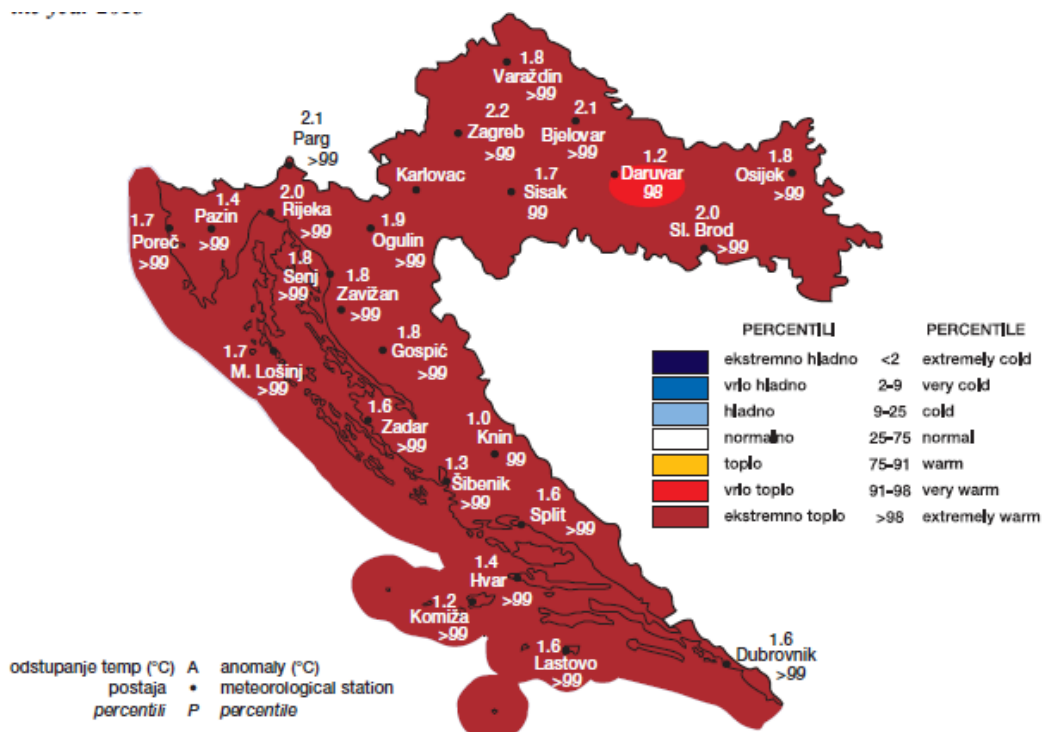 the year 2018
1.8
Varaždin
>99
2.1
Parg
>99
2.2
Zagreb
>99
2.1
Bjelovar
>99
1.2
Daruvar
98
1.8
Osijek
>99
Karlovac
1.7
Sisak
99
2.0
Sl. Brod
>99
1.7
Poreč
>99
1.4
Pazin
>99
2.0
Rijeka
>99
1.9
Ogulin
>99
1.8
Senj
>99
1.8
Zavižan
>99
1.8
Gospić
>99
1.7
M. Lošinj
>99
1.6
Zadar
>99
1.0
Knin
99
1.3
Šibenik
>99
1.6
Split
>99
1.4
Hvar
>99
1.2
Komiža
>99
1.6
Lastovo
>99
1.6
Dubrovnik
>99
PERCENTILI PERCENTILE
ekstremno hladno <2 extremely cold
vrlo hladno 2–9 very cold
hladno 9–25 cold
normalno 25–75 normal
toplo 75–91 warm
vrlo toplo 91–98 very warm
ekstremno toplo >98 extremely warm
odstupanje temp (°C) A anomaly (°C)
postaja • meteorological station
percentili P percentile